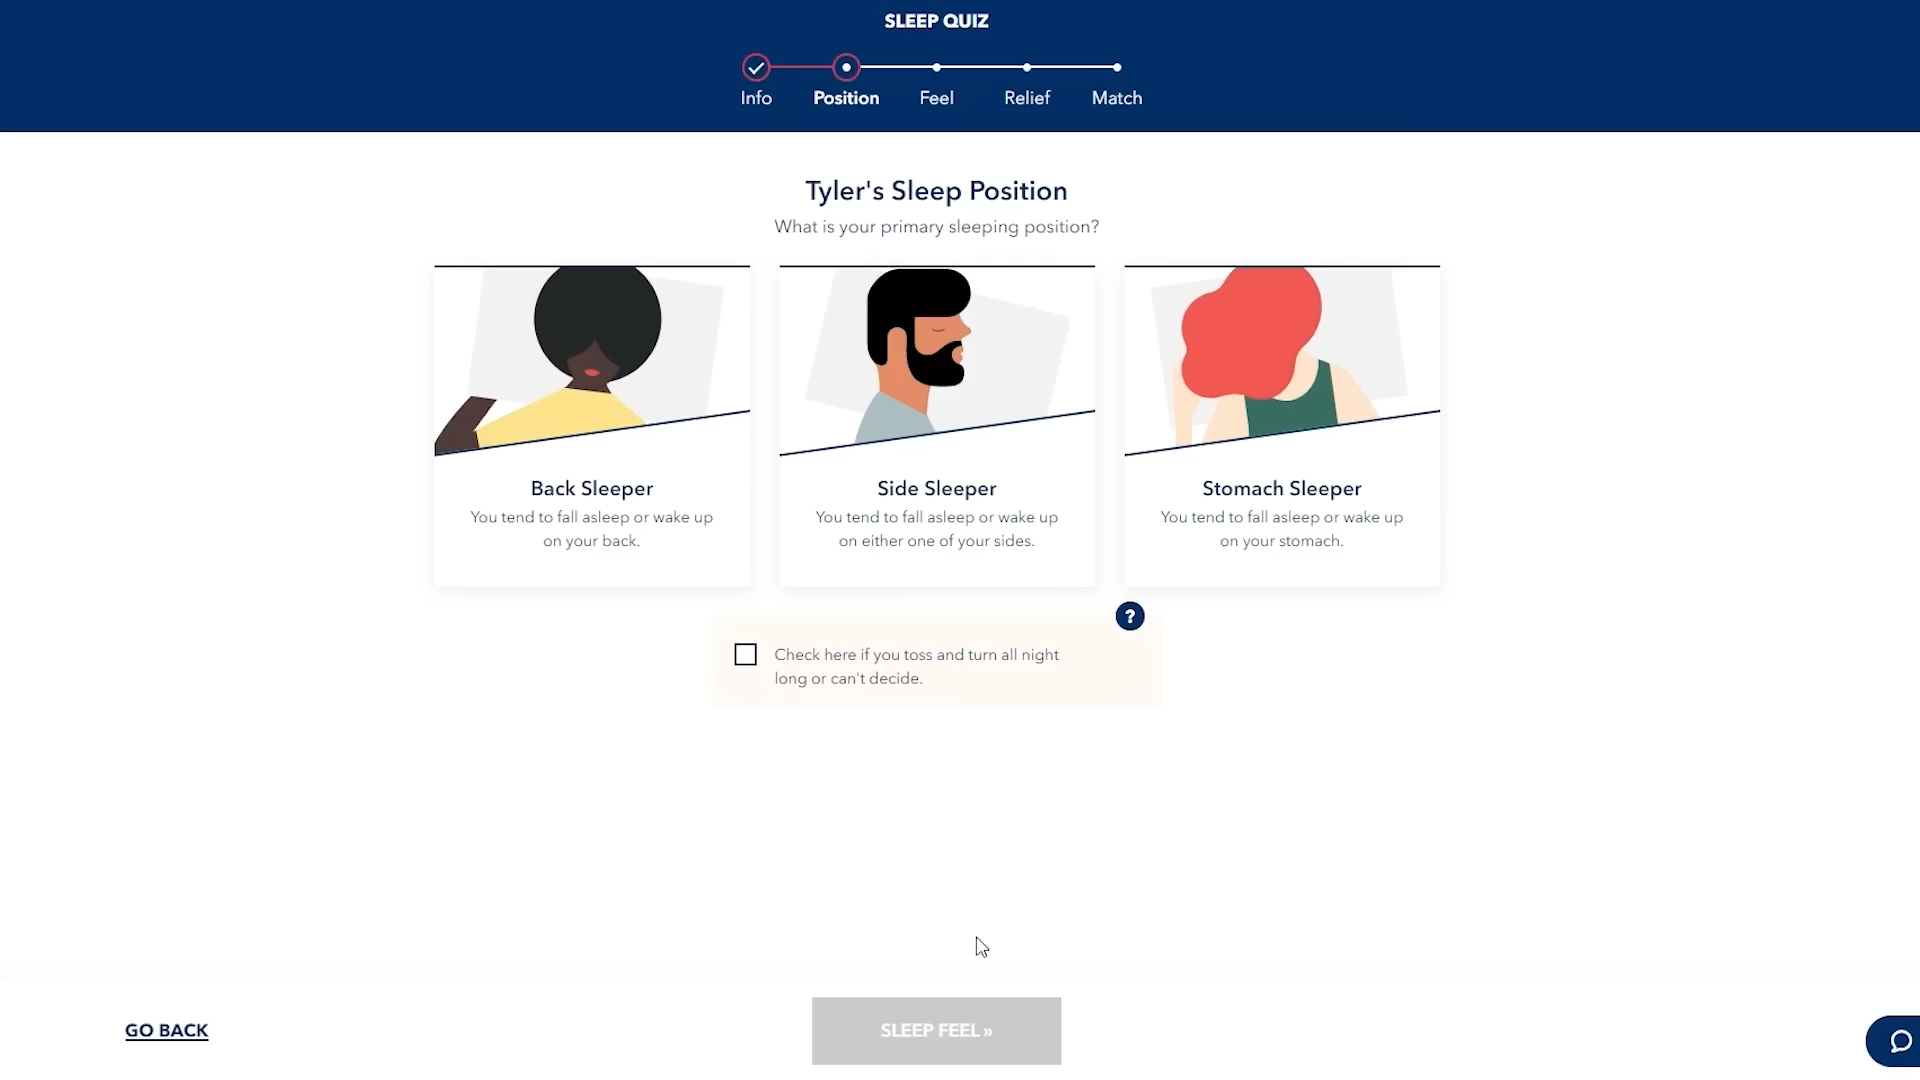 SLEEP QUIZ
Info
Position
Feel
Relief
Match
Tyler's Sleep Position
What is your primary sleeping position?
Back Sleeper
You tend to fall asleep or wake up
on your back.
Side Sleeper
You tend to fall asleep or wake up
on either one of your sides.
Stomach Sleeper
You tend to fall asleep or wake up
on your stomach.
?
Check here if you toss and turn all night
long or can't decide.
GO BACK
SLEEP FEEL »